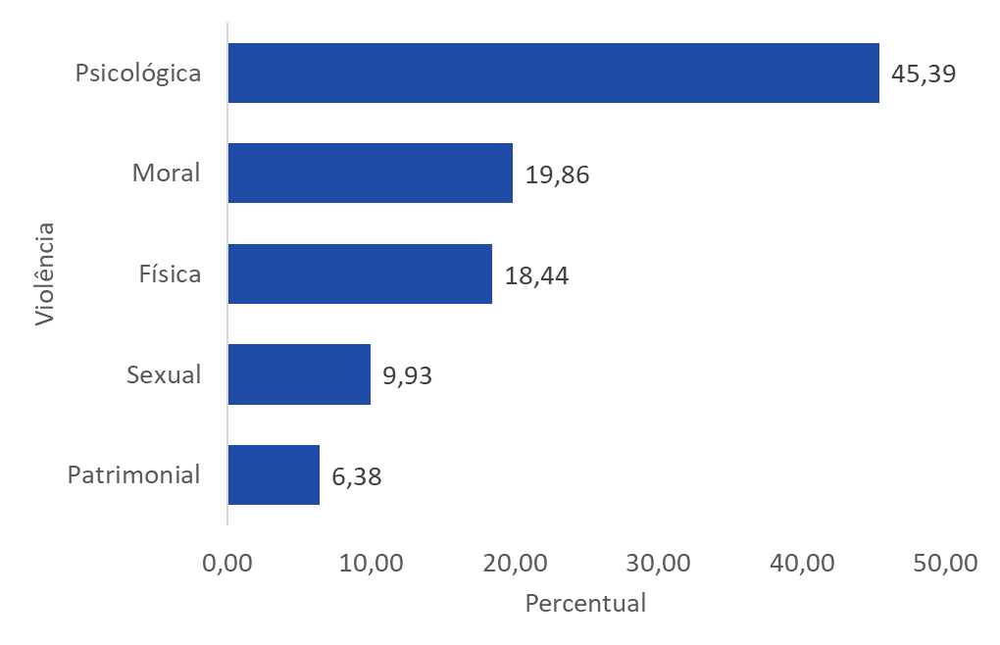 Psicológica 45,39
Moral 19,86
Física 18,44
Sexual 9,93
Patrimonial 6,38
Violência
0,00 10,00 20,00 30,00 40,00 50,00
Percentual